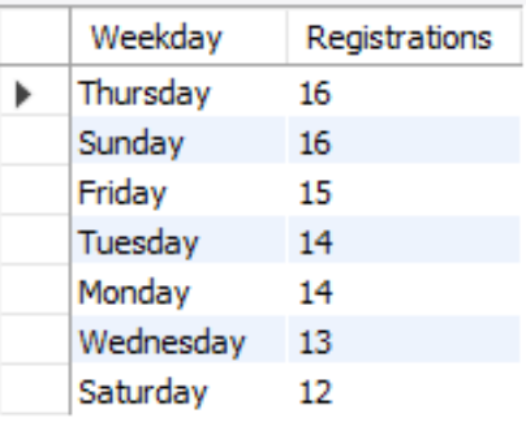 Weekday Registrations
Thursday 16
Sunday 16
Friday 15
Tuesday 14
Monday 14
Wednesday 13
Saturday 12